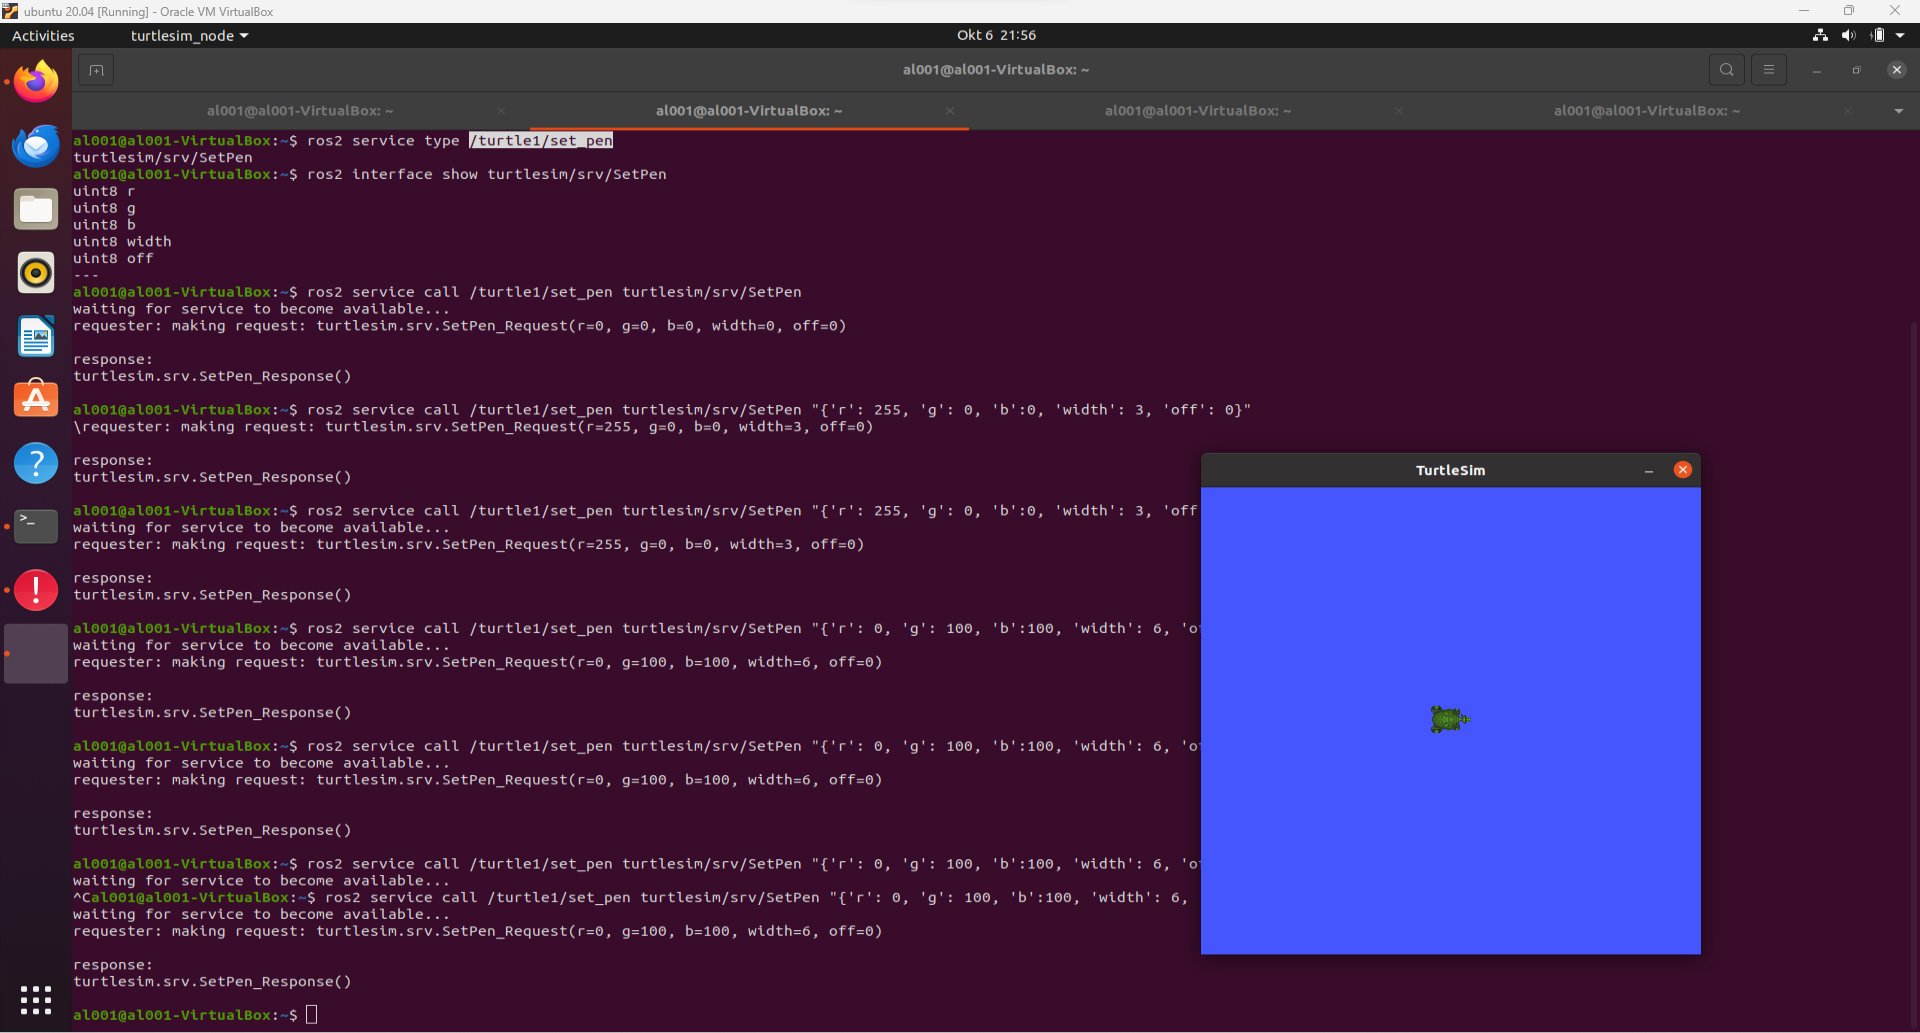 ubuntu 20.04 [Running] - Oracle VM VirtualBox
Activities turtlesim_node Okt 6 21:56
al001@al001-VirtualBox: ~
al001@al001-VirtualBox: ~ al001@al001-VirtualBox: ~ al001@al001-VirtualBox: ~ al001@al001-VirtualBox: ~
al001@al001-VirtualBox:~$ ros2 service type /turtle1/set_pen
turtlesim/srv/SetPen
al001@al001-VirtualBox:~$ ros2 interface show turtlesim/srv/SetPen
uint8 r
uint8 g
uint8 b
uint8 width
uint8 off
---
al001@al001-VirtualBox:~$ ros2 service call /turtle1/set_pen turtlesim/srv/SetPen
waiting for service to become available...
requester: making request: turtlesim.srv.SetPen_Request(r=0, g=0, b=0, width=0, off=0)
response:
turtlesim.srv.SetPen_Response()
al001@al001-VirtualBox:~$ ros2 service call /turtle1/set_pen turtlesim/srv/SetPen "{'r': 255, 'g': 0, 'b':0, 'width': 3, 'off': 0}"
\requester: making request: turtlesim.srv.SetPen_Request(r=255, g=0, b=0, width=3, off=0)
response:
turtlesim.srv.SetPen_Response()
al001@al001-VirtualBox:~$ ros2 service call /turtle1/set_pen turtlesim/srv/SetPen "{'r': 255, 'g': 0, 'b':0, 'width': 3, 'off
waiting for service to become available...
requester: making request: turtlesim.srv.SetPen_Request(r=255, g=0, b=0, width=3, off=0)
response:
turtlesim.srv.SetPen_Response()
al001@al001-VirtualBox:~$ ros2 service call /turtle1/set_pen turtlesim/srv/SetPen "{'r': 0, 'g': 100, 'b':100, 'width': 6, 'o
waiting for service to become available...
requester: making request: turtlesim.srv.SetPen_Request(r=0, g=100, b=100, width=6, off=0)
response:
turtlesim.srv.SetPen_Response()
al001@al001-VirtualBox:~$ ros2 service call /turtle1/set_pen turtlesim/srv/SetPen "{'r': 0, 'g': 100, 'b':100, 'width': 6, 'o
waiting for service to become available...
requester: making request: turtlesim.srv.SetPen_Request(r=0, g=100, b=100, width=6, off=0)
response:
turtlesim.srv.SetPen_Response()
al001@al001-VirtualBox:~$ ros2 service call /turtle1/set_pen turtlesim/srv/SetPen "{'r': 0, 'g': 100, 'b':100, 'width': 6, 'o
waiting for service to become available...
^Cal001@al001-VirtualBox:~$ ros2 service call /turtle1/set_pen turtlesim/srv/SetPen "{'r': 0, 'g': 100, 'b':100, 'width': 6,
waiting for service to become available...
requester: making request: turtlesim.srv.SetPen_Request(r=0, g=100, b=100, width=6, off=0)
response:
turtlesim.srv.SetPen_Response()
al001@al001-VirtualBox:~$
TurtleSim